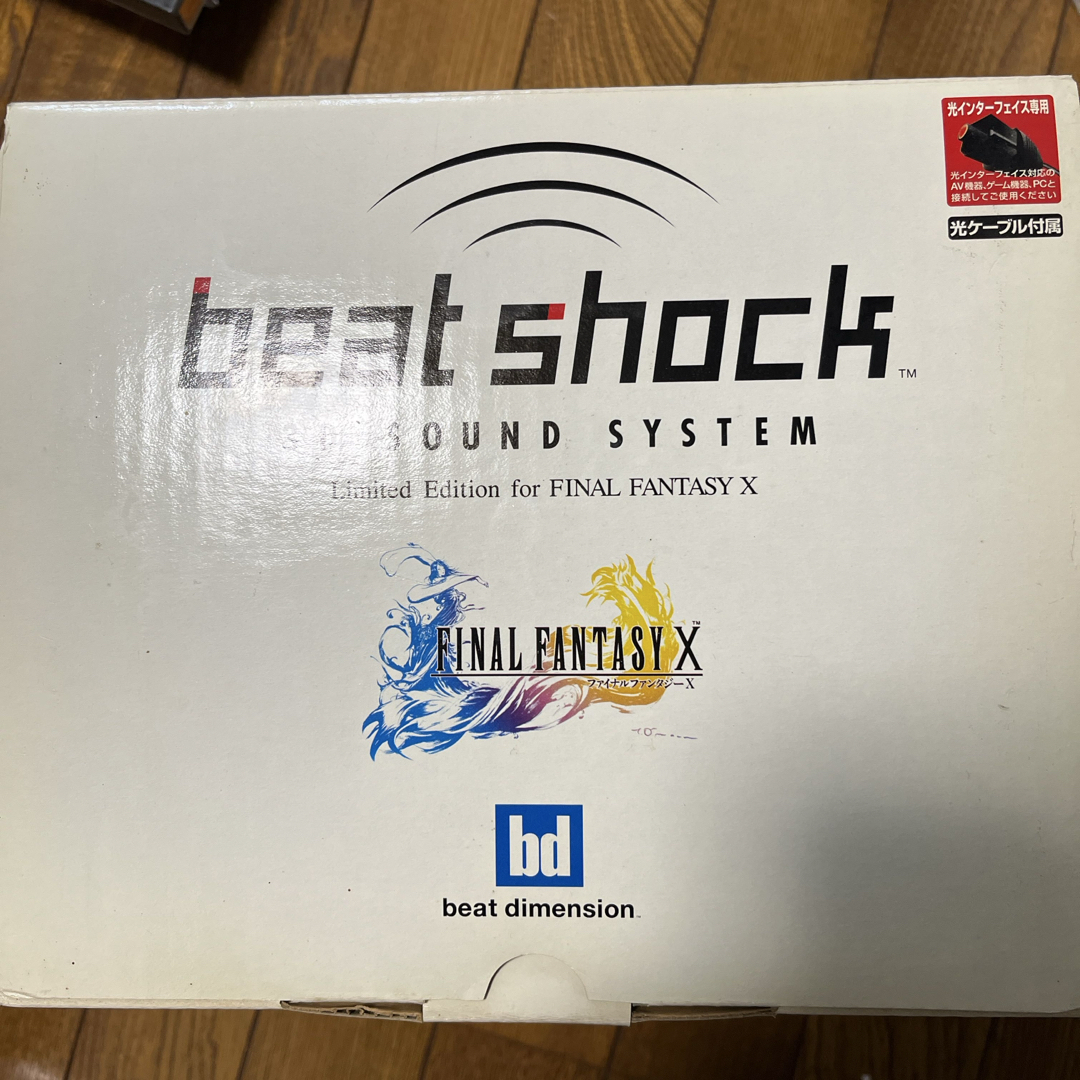 光インターフェイス専用
光インターフェイス対応の
AV機器、ゲーム機器、PCと
接続してご使用ください
光ケーブル付属
beat shock™
3D SOUND SYSTEM
Limited Edition for FINAL FANTASY X
FINAL FANTASY X™
ファイナルファンタジーX
bd
beat dimension™